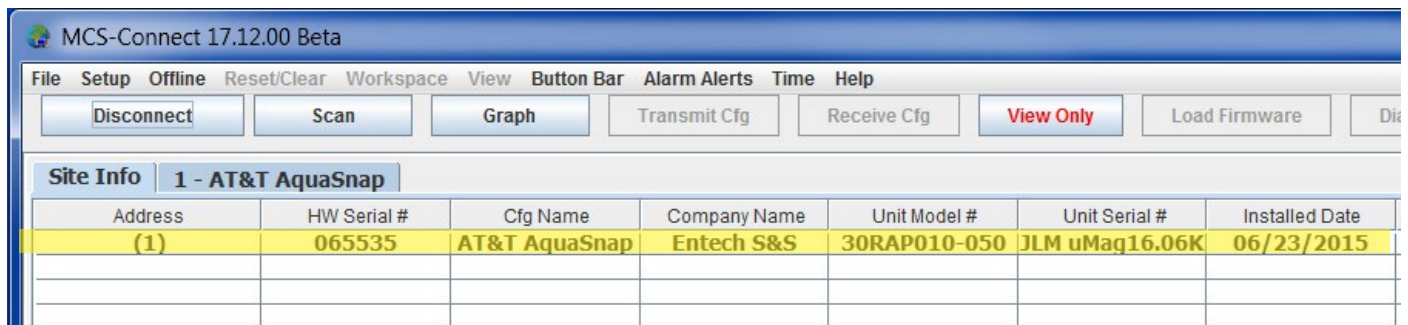 MCS-Connect 17.12.00 Beta
File Setup Offline Reset/Clear Workspace View Button Bar Alarm Alerts Time Help
Disconnect Scan Graph Transmit Cfg Receive Cfg View Only Load Firmware
Site Info 1 - AT&T AquaSnap
Address HW Serial # Cfg Name Company Name Unit Model # Unit Serial # Installed Date
(1) 065535 AT&T AquaSnap Entech S&S 30RAP010-050 JLM uMag16.06K 06/23/2015